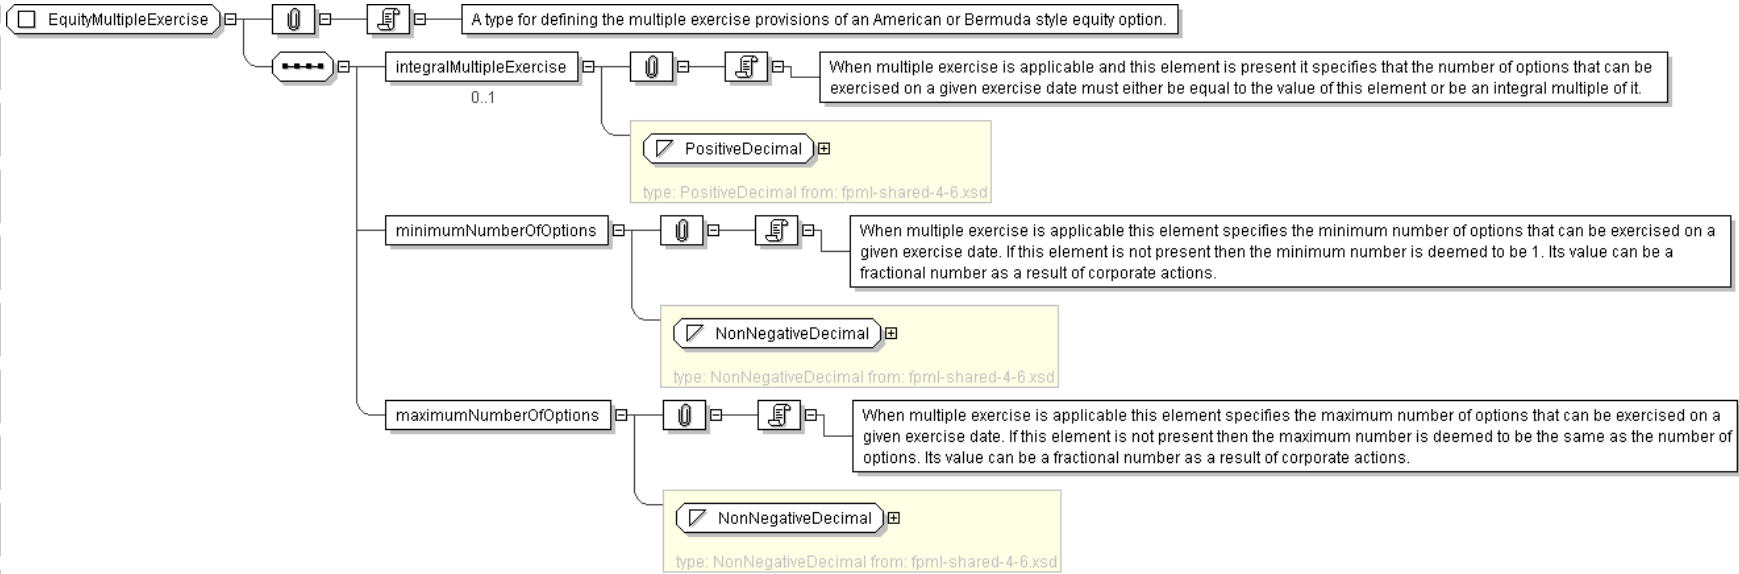 EquityMultipleExercise
A type for defining the multiple exercise provisions of an American or Bermuda style equity option.
integralMultipleExercise
0..1
When multiple exercise is applicable and this element is present it specifies that the number of options that can be
exercised on a given exercise date must either be equal to the value of this element or be an integral multiple of it.
PositiveDecimal
type: PositiveDecimal from: fpml-shared-4-6.xsd
minimumNumberOfOptions
When multiple exercise is applicable this element specifies the minimum number of options that can be exercised on a
given exercise date. If this element is not present then the minimum number is deemed to be 1. Its value can be a
fractional number as a result of corporate actions.
NonNegativeDecimal
type: NonNegativeDecimal from: fpml-shared-4-6.xsd
maximumNumberOfOptions
When multiple exercise is applicable this element specifies the maximum number of options that can be exercised on a
given exercise date. If this element is not present then the maximum number is deemed to be the same as the number of
options. Its value can be a fractional number as a result of corporate actions.
NonNegativeDecimal
type: NonNegativeDecimal from: fpml-shared-4-6.xsd